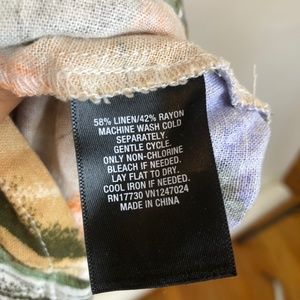 58% LINEN/42% RAYON
MACHINE WASH COLD
SEPARATELY.
GENTLE CYCLE.
ONLY NON-CHLORINE
BLEACH IF NEEDED.
LAY FLAT TO DRY.
COOL IRON IF NEEDED.
RN17730 VN1247024
MADE IN CHINA